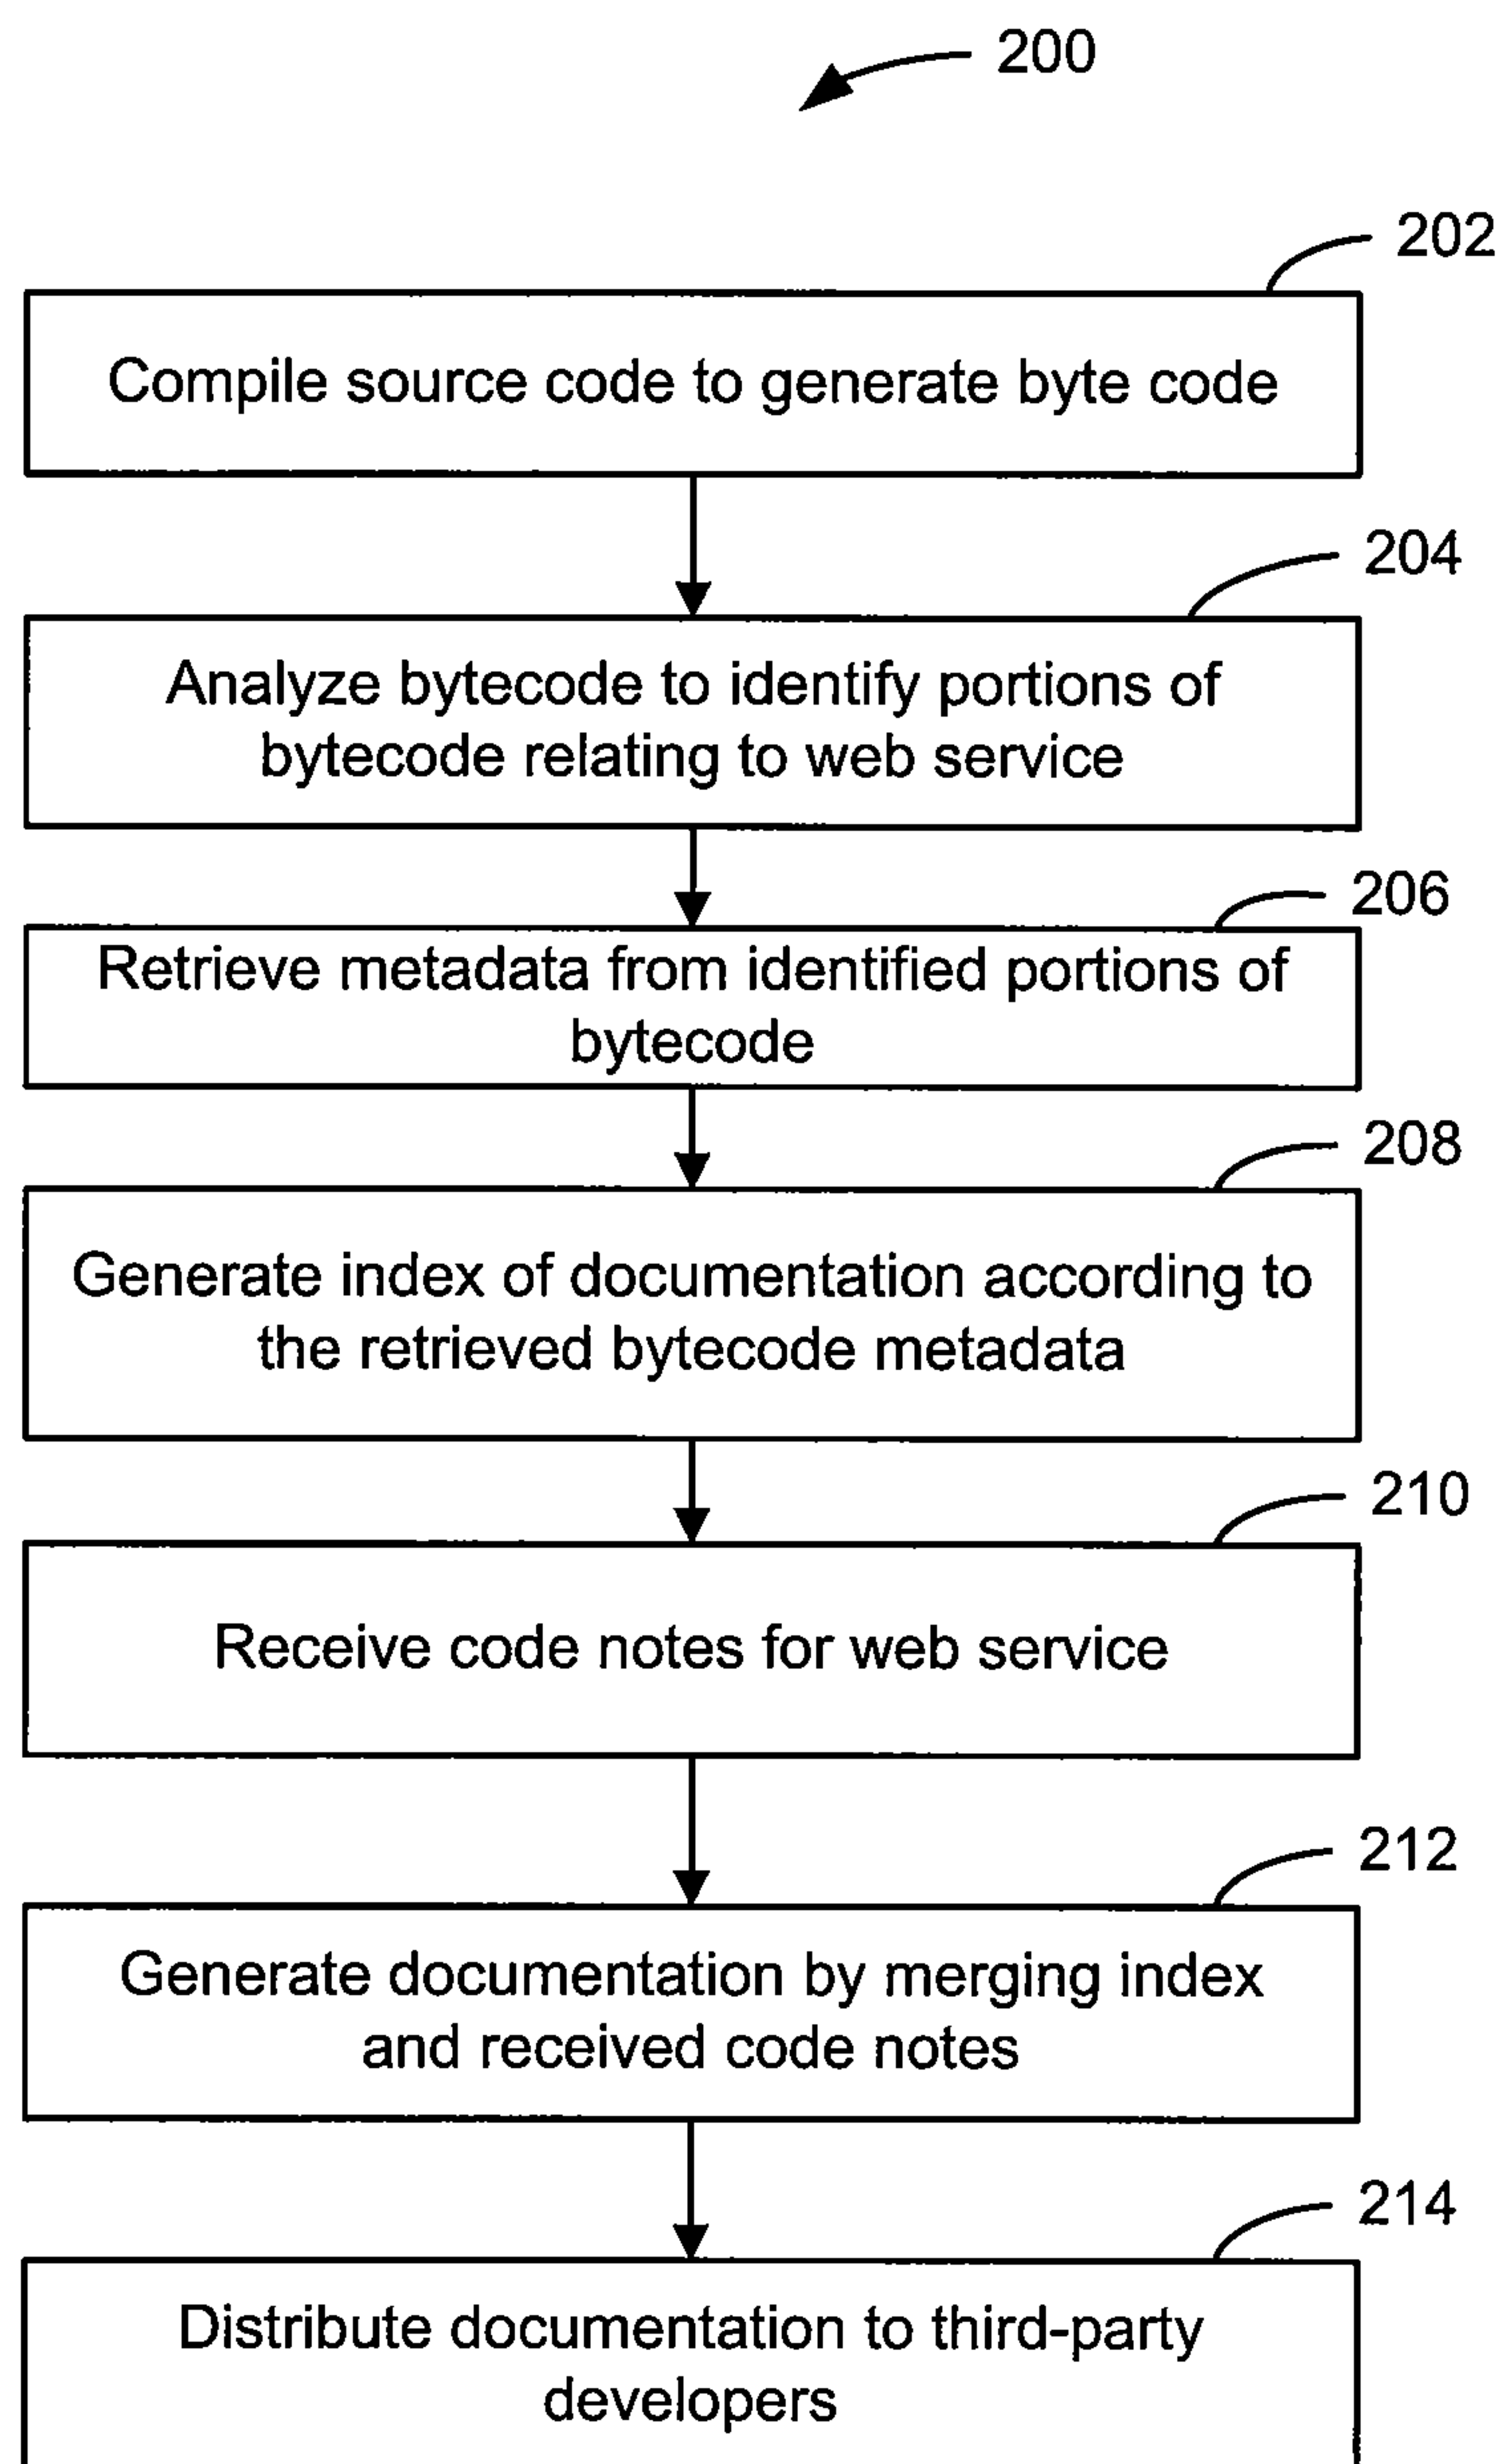 200
202
Compile source code to generate byte code
204
Analyze bytecode to identify portions of
bytecode relating to web service
206
Retrieve metadata from identified portions of
bytecode
208
Generate index of documentation according to
the retrieved bytecode metadata
210
Receive code notes for web service
212
Generate documentation by merging index
and received code notes
214
Distribute documentation to third-party
developers